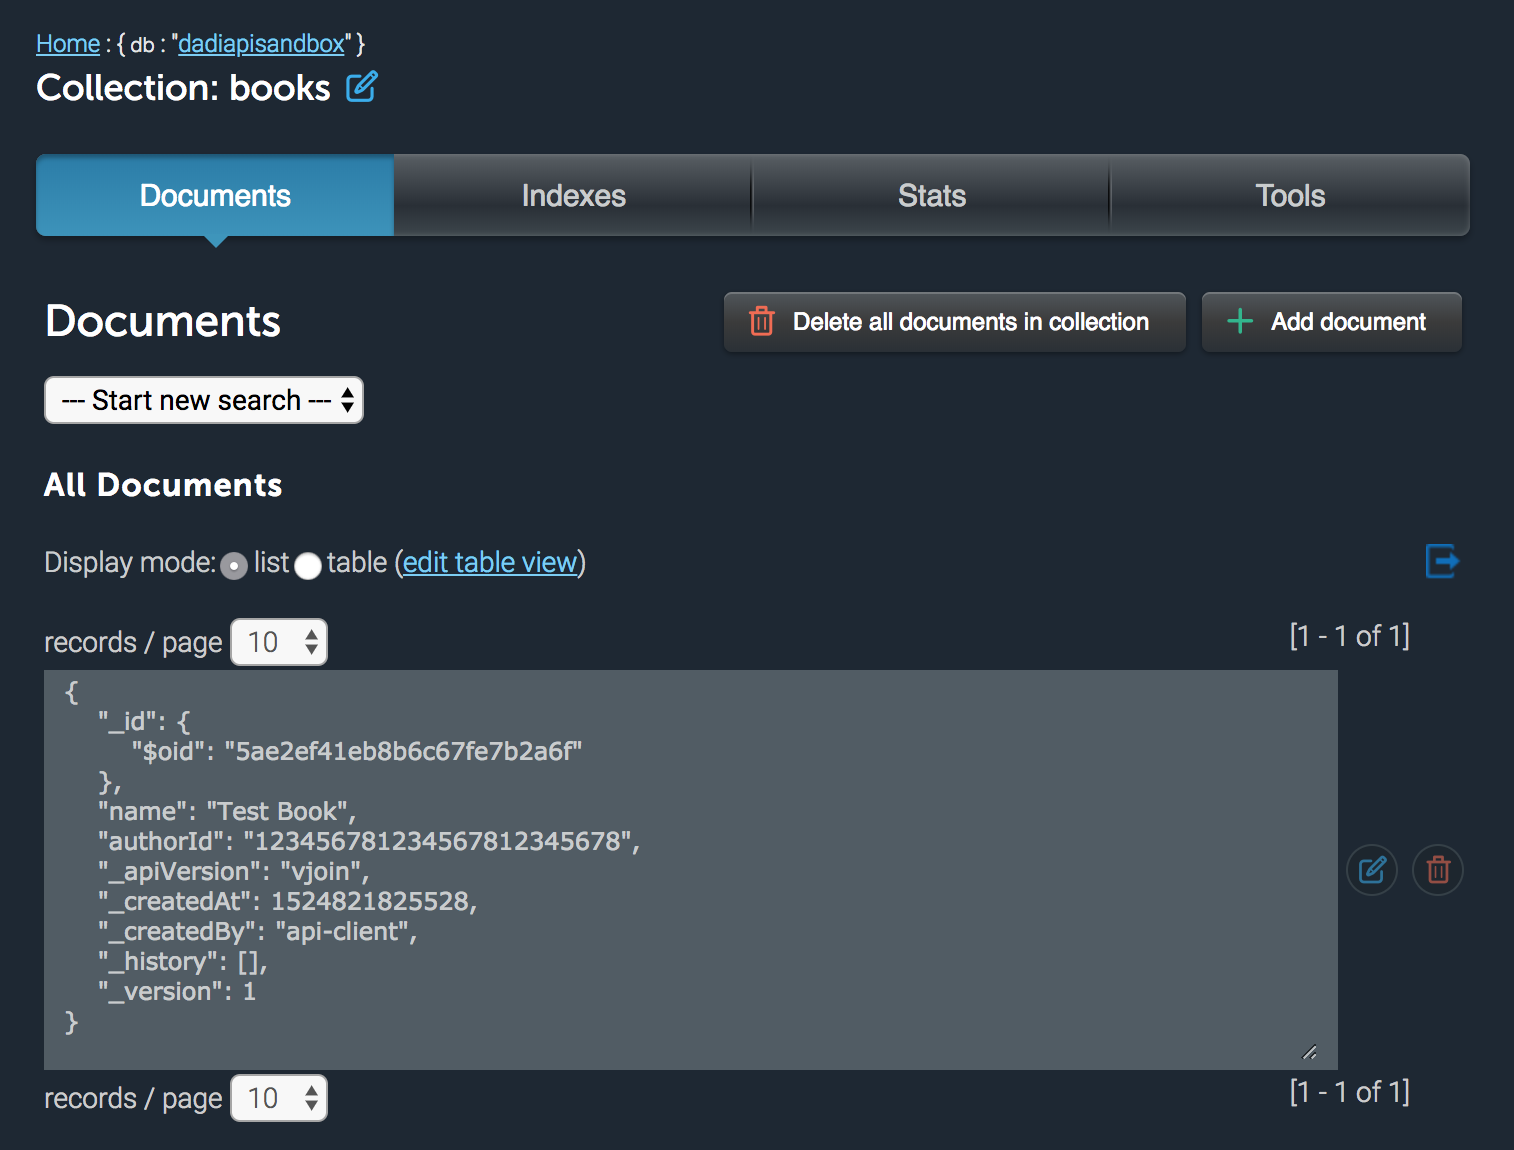 Home : { db : "dadiapisandbox" }
Collection: books
Documents
Indexes
Stats
Tools
Documents
Delete all documents in collection
Add document
--- Start new search ---
All Documents
Display mode: list table (edit table view)
records / page 10
[1 - 1 of 1]
{
"_id": {
"$oid": "5ae2ef41eb8b6c67fe7b2a6f"
},
"name": "Test Book",
"authorId": "123456781234567812345678",
"_apiVersion": "vjoin",
"_createdAt": 1524821825528,
"_createdBy": "api-client",
"_history": [],
"_version": 1
}
records / page 10
[1 - 1 of 1]